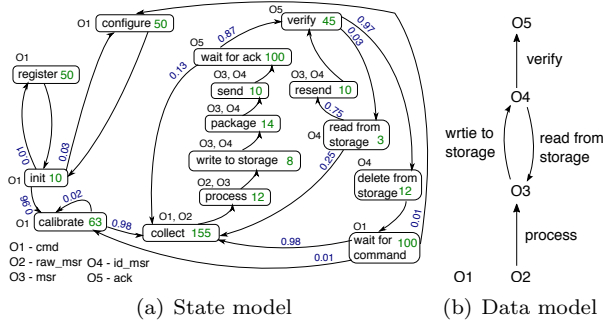 O1
configure 50
O5
verify 45
0.97
O5
0.87
wait for ack 100
0.03
O1
register 50
0.13
O3, O4
send 10
O3, O4
resend 10
O3, O4
package 14
0.75
0.01
0.03
O4
read from
storage 3
O3, O4
write to storage 8
0.25
O1
init 10
O2, O3
process 12
O4
delete from
storage 12
0.96
0.02
O1
calibrate 63
0.98
O1, O2
collect 155
0.98
0.01
O1
wait for 100
command
0.01
O1 - cmd
O2 - raw_msr
O3 - msr
O4 - id_msr
O5 - ack
(a) State model
O5
verify
O4
wrtie to
storage
read from
storage
O3
process
O1
O2
(b) Data model